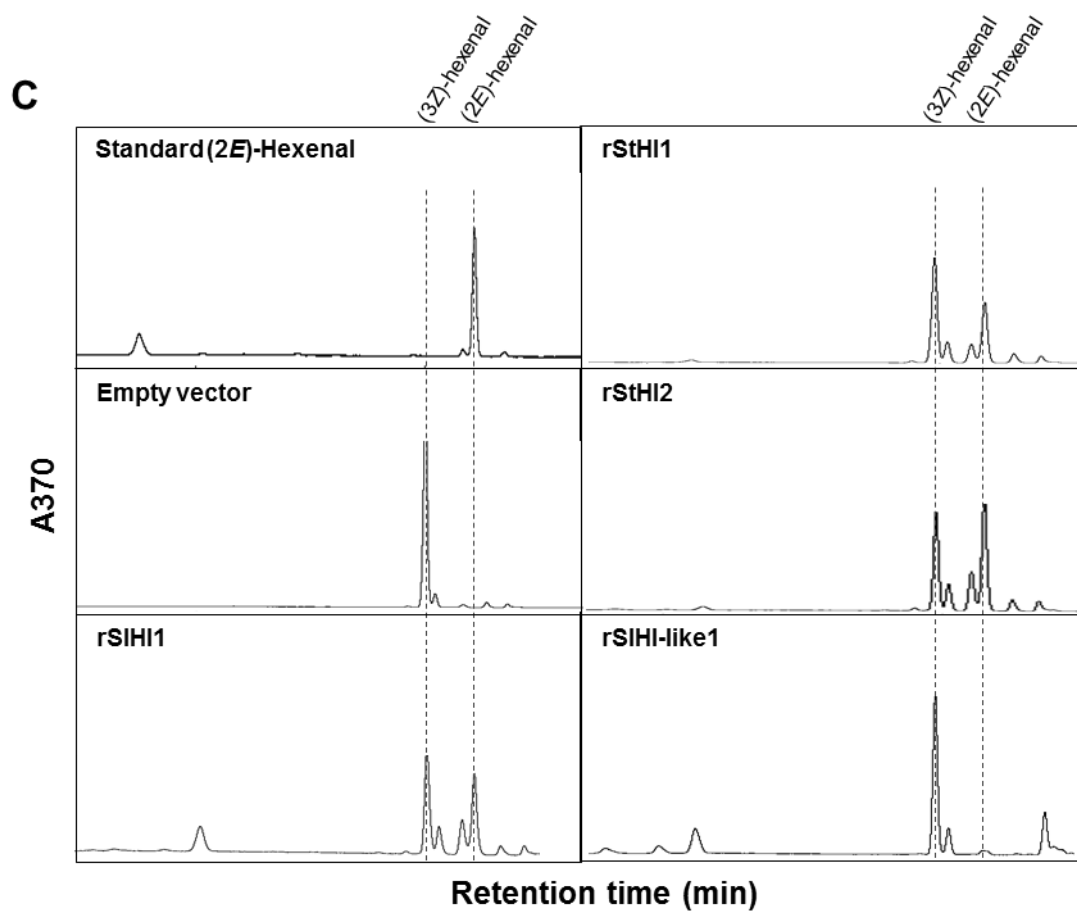 C
(3Z)-hexenal
(2E)-hexenal
(3Z)-hexenal
(2E)-hexenal
Standard (2E)-Hexenal
rStHI1
Empty vector
rStHI2
rSlHI1
rSlHI-like1
A370
Retention time (min)